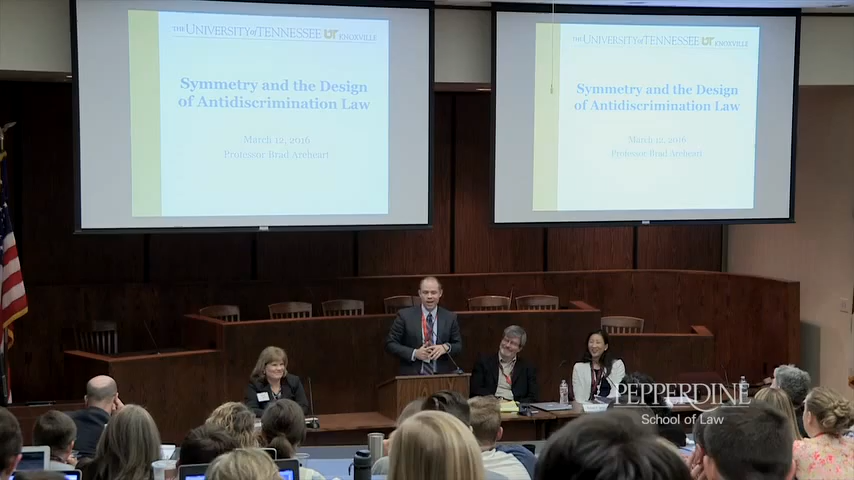 THE UNIVERSITY of TENNESSEE UT KNOXVILLE
Symmetry and the Design
of Antidiscrimination Law
March 12, 2016
Professor Brad Areheart
THE UNIVERSITY of TENNESSEE UT KNOXVILLE
Symmetry and the Design
of Antidiscrimination Law
March 12, 2016
Professor Brad Areheart
PEPPERDINE
School of Law